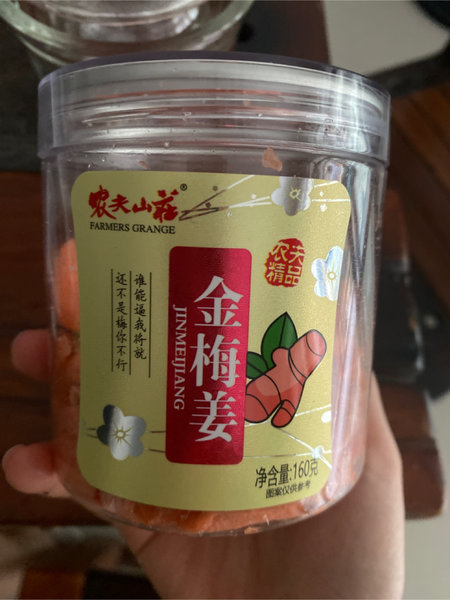 农夫山莊®
FARMERS GRANGE
农夫
精品
谁能逼我将就
还不是梅你不行
金梅姜
JINMEIJIANG
净含量:160克
图案仅供参考